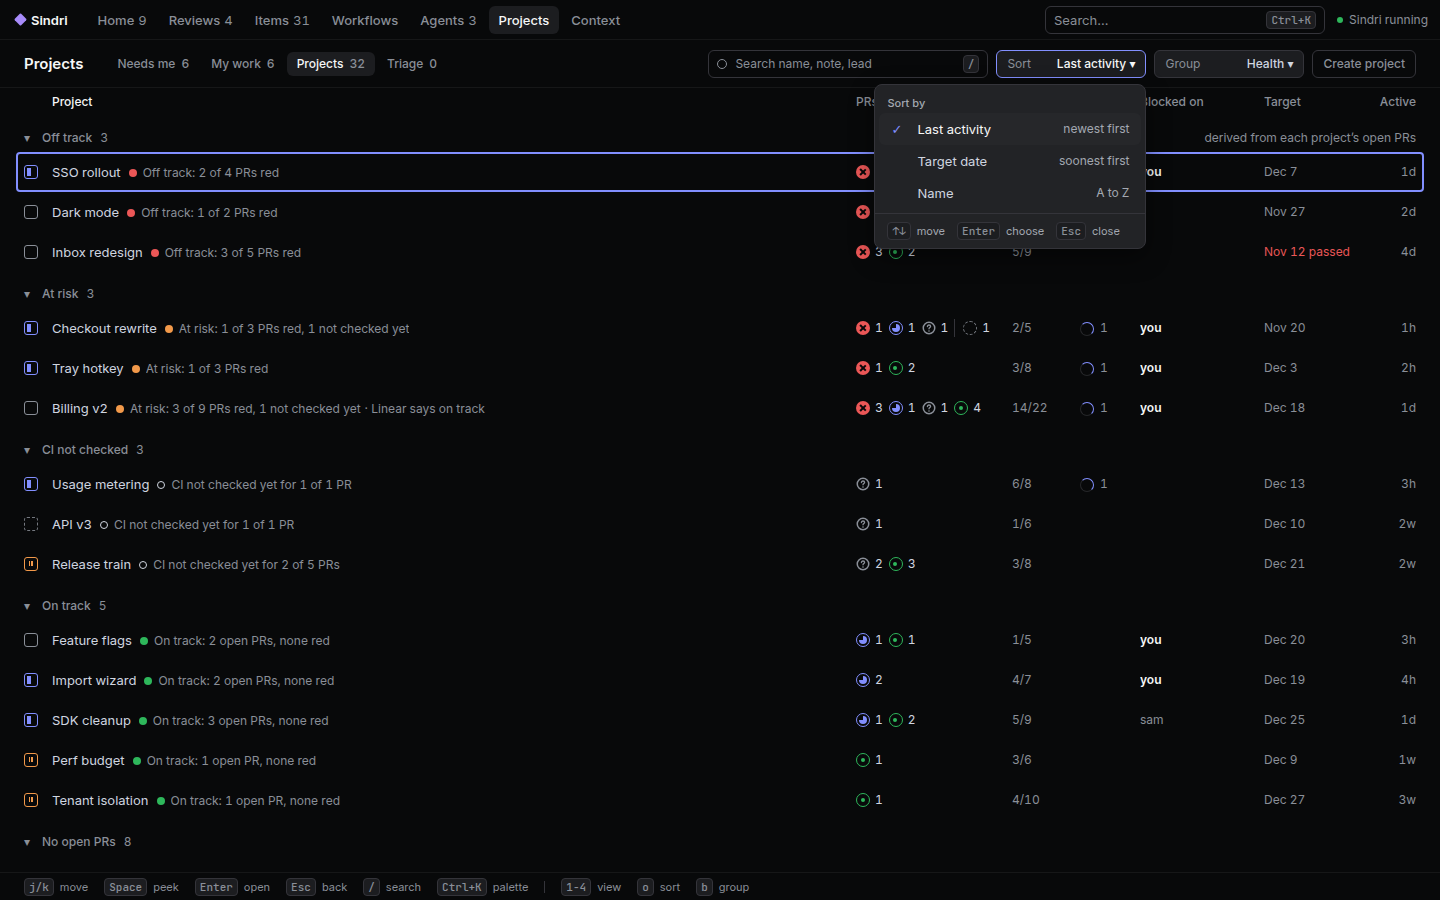 Sindri Home 9 Reviews 4 Items 31 Workflows Agents 3 Projects Context Search... Ctrl+K Sindri running
Projects Needs me 6 My work 6 Projects 32 Triage 0 Search name, note, lead / Sort Last activity ▾ Group Health ▾ Create project
Project PRs Blocked on Target Active
Sort by
✓ Last activity newest first
Target date soonest first
Name A to Z
↑↓ move Enter choose Esc close
▾ Off track 3 derived from each project's open PRs
SSO rollout Off track: 2 of 4 PRs red you Dec 7 1d
Dark mode Off track: 1 of 2 PRs red Nov 27 2d
Inbox redesign Off track: 3 of 5 PRs red 3 2 5/9 Nov 12 passed 4d
▾ At risk 3
Checkout rewrite At risk: 1 of 3 PRs red, 1 not checked yet 1 1 1 1 2/5 1 you Nov 20 1h
Tray hotkey At risk: 1 of 3 PRs red 1 2 3/8 1 you Dec 3 2h
Billing v2 At risk: 3 of 9 PRs red, 1 not checked yet · Linear says on track 3 1 1 4 14/22 1 you Dec 18 1d
▾ CI not checked 3
Usage metering CI not checked yet for 1 of 1 PR 1 6/8 1 Dec 13 3h
API v3 CI not checked yet for 1 of 1 PR 1 1/6 Dec 10 2w
Release train CI not checked yet for 2 of 5 PRs 2 3 3/8 Dec 21 2w
▾ On track 5
Feature flags On track: 2 open PRs, none red 1 1 1/5 you Dec 20 3h
Import wizard On track: 2 open PRs, none red 2 4/7 you Dec 19 4h
SDK cleanup On track: 3 open PRs, none red 1 2 5/9 sam Dec 25 1d
Perf budget On track: 1 open PR, none red 1 3/6 Dec 9 1w
Tenant isolation On track: 1 open PR, none red 1 4/10 Dec 27 3w
▾ No open PRs 8
j/k move Space peek Enter open Esc back / search Ctrl+K palette 1-4 view o sort b group